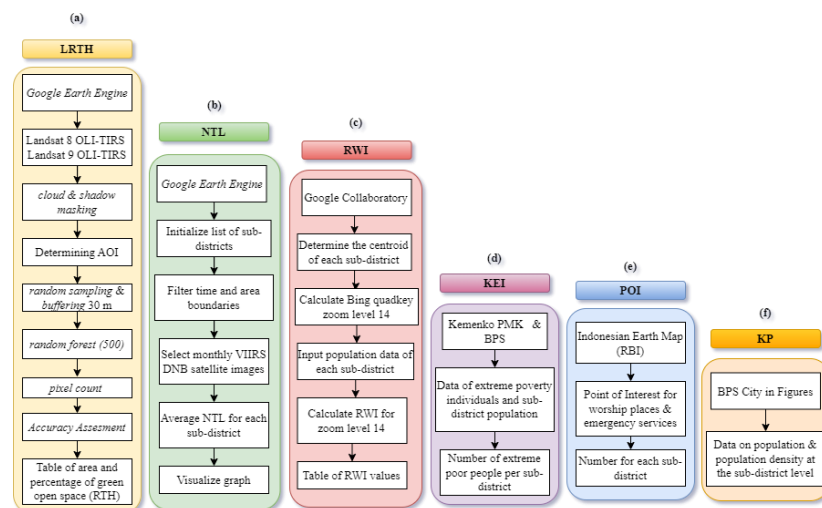 (a)
LRTH
Google Earth Engine
Landsat 8 OLI-TIRS
Landsat 9 OLI-TIRS
cloud & shadow
masking
Determining AOI
random sampling &
buffering 30 m
random forest (500)
pixel count
Accuracy Assesment
Table of area and
percentage of green
open space (RTH)
(b)
NTL
Google Earth Engine
Initialize list of sub-
districts
Filter time and area
boundaries
Select monthly VIIRS
DNB satellite images
Average NTL for each
sub-district
Visualize graph
(c)
RWI
Google Collaboratory
Determine the centroid
of each sub-district
Calculate Bing quadkey
zoom level 14
Input population data of
each sub-district
Calculate RWI for
zoom level 14
Table of RWI values
(d)
KEI
Kemenko PMK & 
BPS
Data of extreme poverty
individuals and sub-
district population
Number of extreme
poor people per sub-
district
(e)
POI
Indonesian Earth Map
(RBI)
Point of Interest for
worship places &
emergency services
Number for each sub-
district
(f)
KP
BPS City in Figures
Data on population &
population density at
the sub-district level